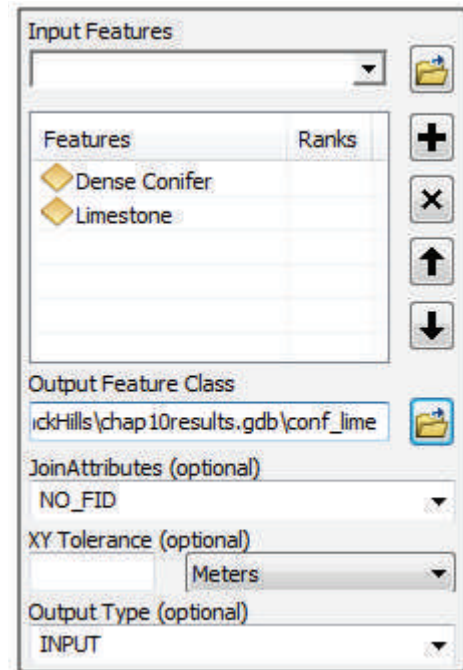 Input Features
Features Ranks
Dense Conifer
Limestone
Output Feature Class
ckHills\chap10results.gdb\conf_lime
JoinAttributes (optional)
NO_FID
XY Tolerance (optional)
Meters
Output Type (optional)
INPUT